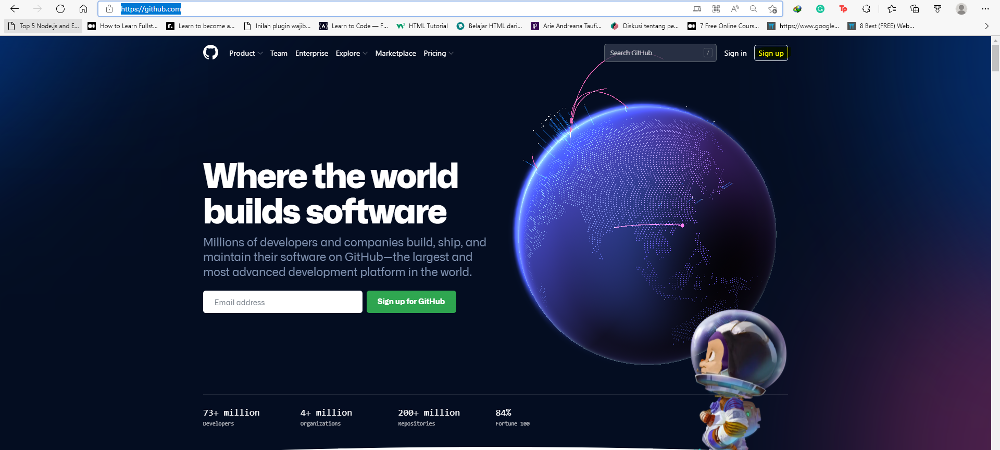 https://github.com
Top 5 Node.js and E...
How to Learn Fullst...
Learn to become a...
Inilah plugin wajib...
Learn to Code — F...
HTML Tutorial
Belajar HTML dari...
Arie Andreana Taufi...
Diskusi tentang pe...
7 Free Online Cours...
https://www.google...
8 Best (FREE) Web...
Product
Team
Enterprise
Explore
Marketplace
Pricing
Search GitHub
/
Sign in
Sign up
Where the world
builds software
Millions of developers and companies build, ship, and
maintain their software on GitHub—the largest and
most advanced development platform in the world.
Email address
Sign up for GitHub
73+ million
Developers
4+ million
Organizations
200+ million
Repositories
84%
Fortune 100